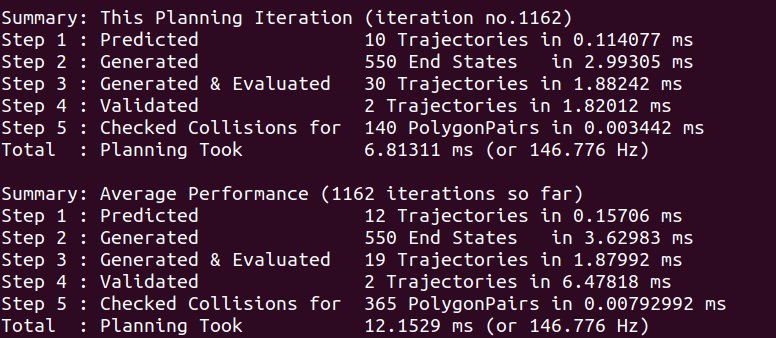 Summary: This Planning Iteration (iteration no.1162)
Step 1 : Predicted               10 Trajectories in 0.114077 ms
Step 2 : Generated               550 End States   in 2.99305 ms
Step 3 : Generated & Evaluated   30 Trajectories in 1.88242 ms
Step 4 : Validated               2 Trajectories in 1.82012 ms
Step 5 : Checked Collisions for  140 PolygonPairs in 0.003442 ms
Total  : Planning Took           6.81311 ms (or 146.776 Hz)

Summary: Average Performance (1162 iterations so far)
Step 1 : Predicted               12 Trajectories in 0.15706 ms
Step 2 : Generated               550 End States   in 3.62983 ms
Step 3 : Generated & Evaluated   19 Trajectories in 1.87992 ms
Step 4 : Validated               2 Trajectories in 6.47818 ms
Step 5 : Checked Collisions for  365 PolygonPairs in 0.00792992 ms
Total  : Planning Took           12.1529 ms (or 146.776 Hz)